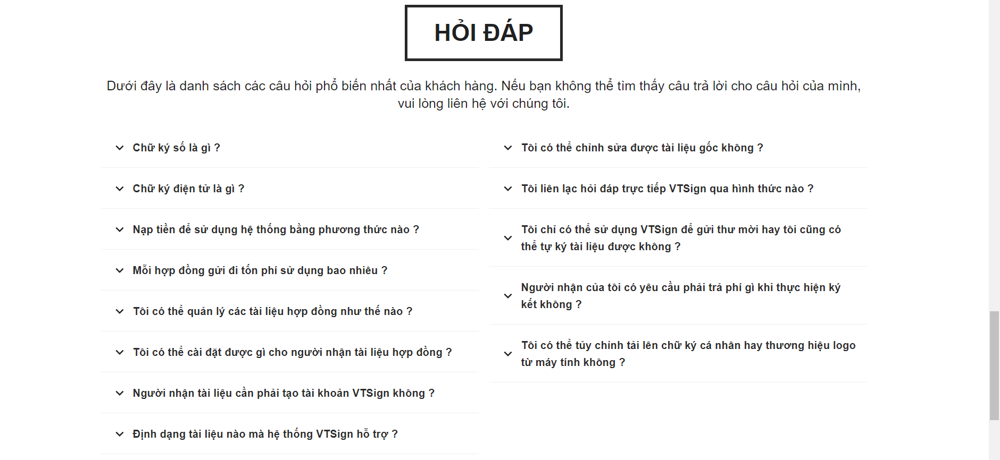 HỎI ĐÁP
Dưới đây là danh sách các câu hỏi phổ biến nhất của khách hàng. Nếu bạn không thể tìm thấy câu trả lời cho câu hỏi của mình,
vui lòng liên hệ với chúng tôi.
Chữ ký số là gì ?
Chữ ký điện tử là gì ?
Nạp tiền để sử dụng hệ thống bằng phương thức nào ?
Mỗi hợp đồng gửi đi tốn phí sử dụng bao nhiêu ?
Tôi có thể quản lý các tài liệu hợp đồng như thế nào ?
Tôi có thể cài đặt được gì cho người nhận tài liệu hợp đồng ?
Người nhận tài liệu cần phải tạo tài khoản VTSign không ?
Định dạng tài liệu nào mà hệ thống VTSign hỗ trợ ?
Tôi có thể chỉnh sửa được tài liệu gốc không ?
Tôi liên lạc hỏi đáp trực tiếp VTSign qua hình thức nào ?
Tôi chỉ có thể sử dụng VTSign để gửi thư mời hay tôi cũng có
thể tự ký tài liệu được không ?
Người nhận của tôi có yêu cầu phải trả phí gì khi thực hiện ký
kết không ?
Tôi có thể tủy chỉnh tải lên chữ ký cá nhân hay thương hiệu logo
từ máy tính không ?